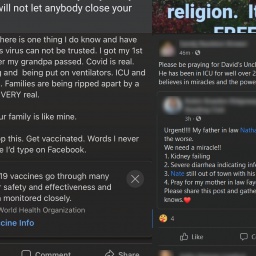 will not let anybody close your
here is one thing I do know and have
s virus can not be trusted. I got my 1st
er my grandpa passed. Covid is real.
g and being put on ventilators. ICU and
. Families are being ripped apart by a
VERY real.
ur family is like mine.
op this. Get vaccinated. Words I never
e I'd type on Facebook.
19 vaccines go through many
r safety and effectiveness and
monitored closely.
World Health Organization
cine Info
Comment
Share
religion. I
FREE
46m
Please be praying for David's Uncl
He has been in ICU for well over 2
believes in miracles and the power
3h
Urgent!!! My father in law Nath
the worse.
We need a miracle!!
1. Kidney failing
2. Severe diarrhea indicating inf
3. Nate still out of town with his
4. Pray for my mother in law Fay
Please share this post and gathe
knows.❤️
4
Like